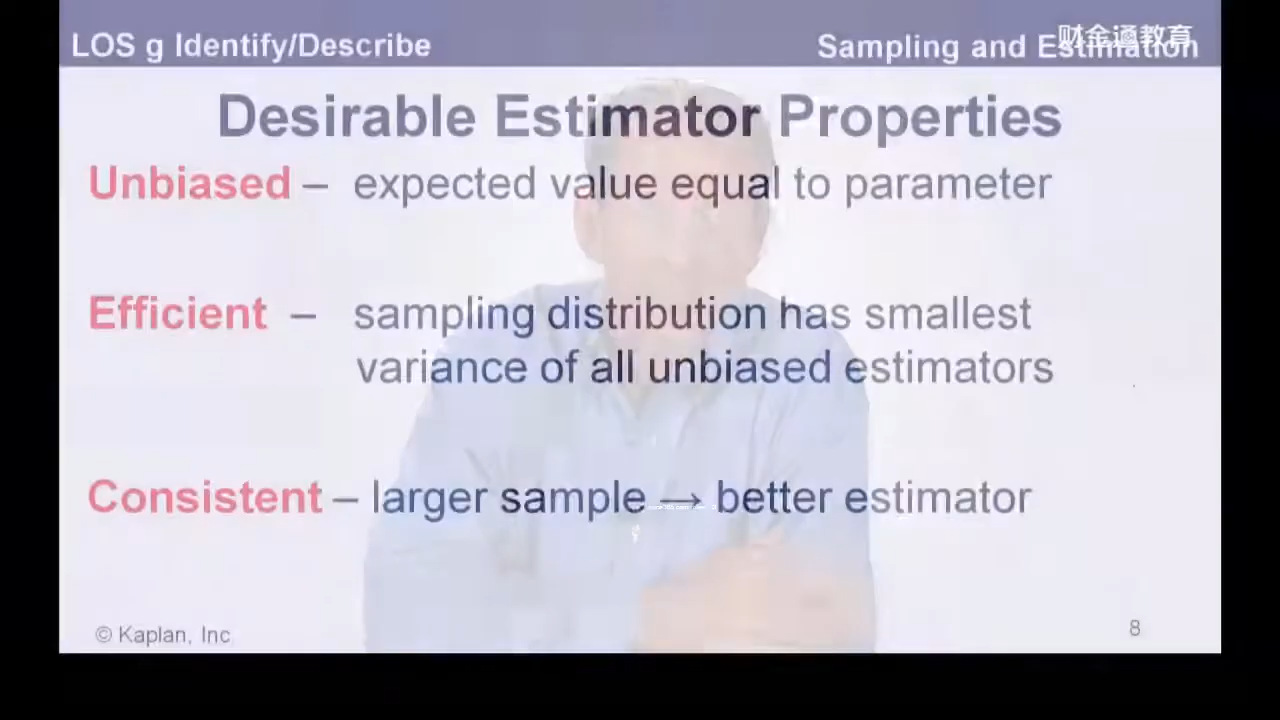 LOS g Identify/Describe
Sampling and Estimation
财金通教育
Desirable Estimator Properties
Unbiased – expected value equal to parameter
Efficient – sampling distribution has smallest
variance of all unbiased estimators
Consistent – larger sample → better estimator
© Kaplan, Inc.
8